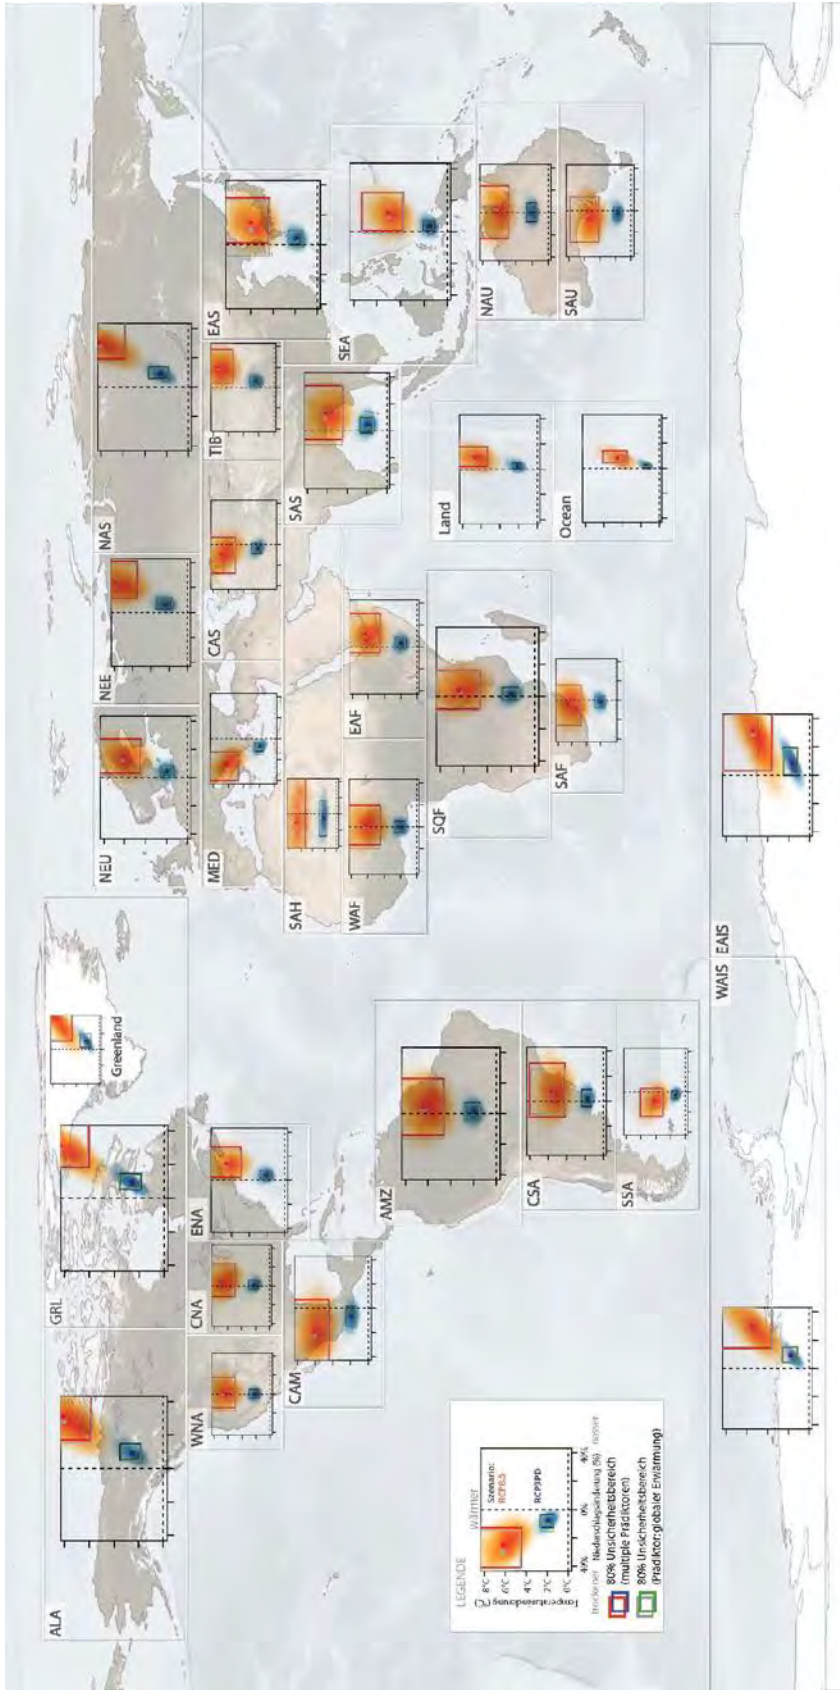 ALA
GRL
Greenland
NEU
NEE
NAS
WNA
CNA
ENA
MED
CAS
TIB
EAS
CAM
SAH
SAS
SEA
WAF
EAF
AMZ
SQF
Land
NAU
CSA
SAF
Ocean
SAU
SSA
WAIS
EAIS
LEGENDE
wärmer
Temperaturänderung (°C)
8°C
6°C
4°C
2°C
0°C
Szenario:
RCP8.5
RCP3PD
40%
0%
40%
trockener Niederschlagsänderung (%) nasser
80% Unsicherheitsbereich
(multiple Prädiktoren)
80% Unsicherheitsbereich
(Prädiktor: globaler Erwärmung)